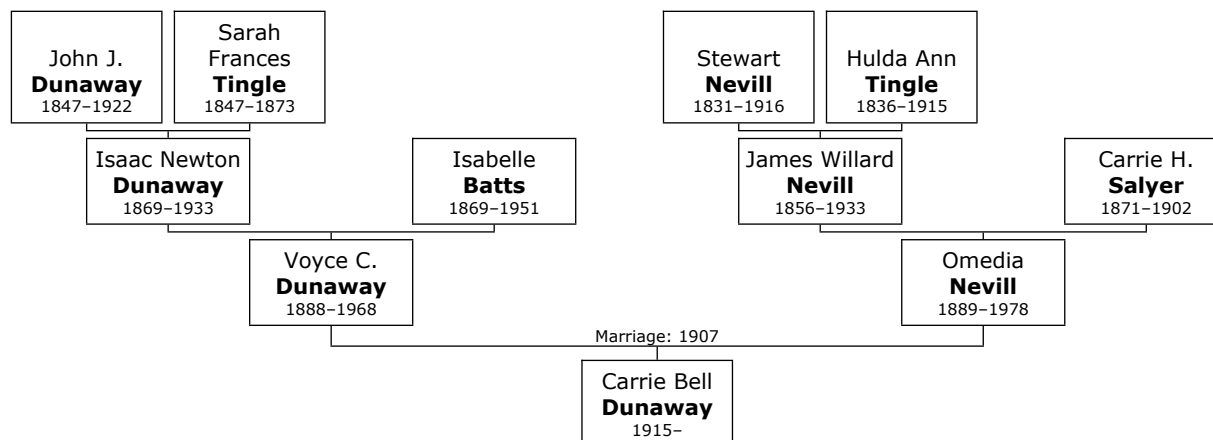 John J.
Dunaway
1847–1922
Sarah
Frances
Tingle
1847–1873
Stewart
Nevill
1831–1916
Hulda Ann
Tingle
1836–1915
Isaac Newton
Dunaway
1869–1933
Isabelle
Batts
1869–1951
James Willard
Nevill
1856–1933
Carrie H.
Salyer
1871–1902
Voyce C.
Dunaway
1888–1968
Omedia
Nevill
1889–1978
Marriage: 1907
Carrie Bell
Dunaway
1915–